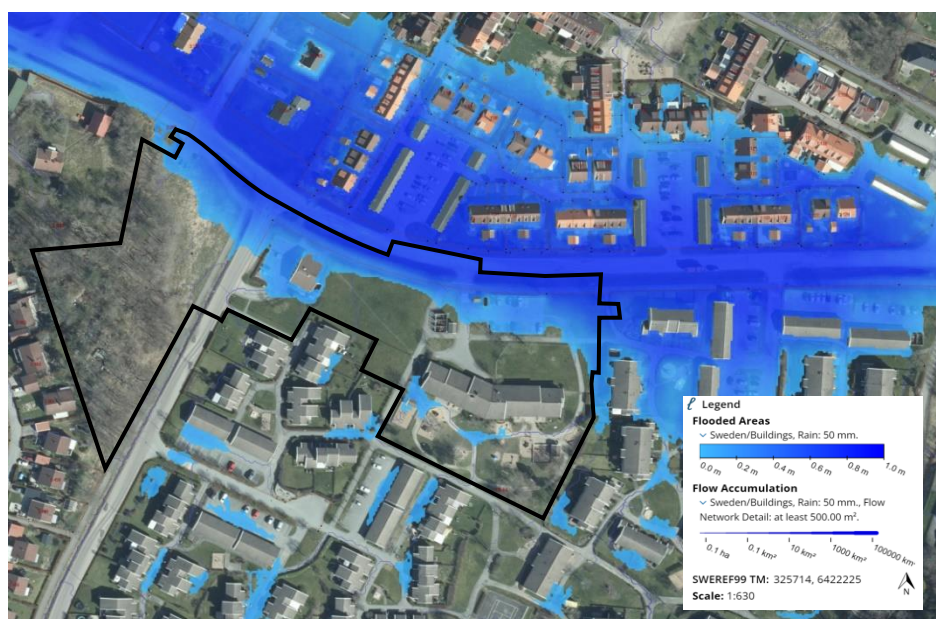 Legend
Flooded Areas
Sweden/Buildings, Rain: 50 mm.
0.0 m 0.2 m 0.4 m 0.6 m 0.8 m 1.0 m
Flow Accumulation
Sweden/Buildings, Rain: 50 mm., Flow
Network Detail: at least 500.00 m².
0.1 ha 0.1 km² 10 km² 1000 km² 100000 km²
SWEREF99 TM: 325714, 6422225
Scale: 1:630
N